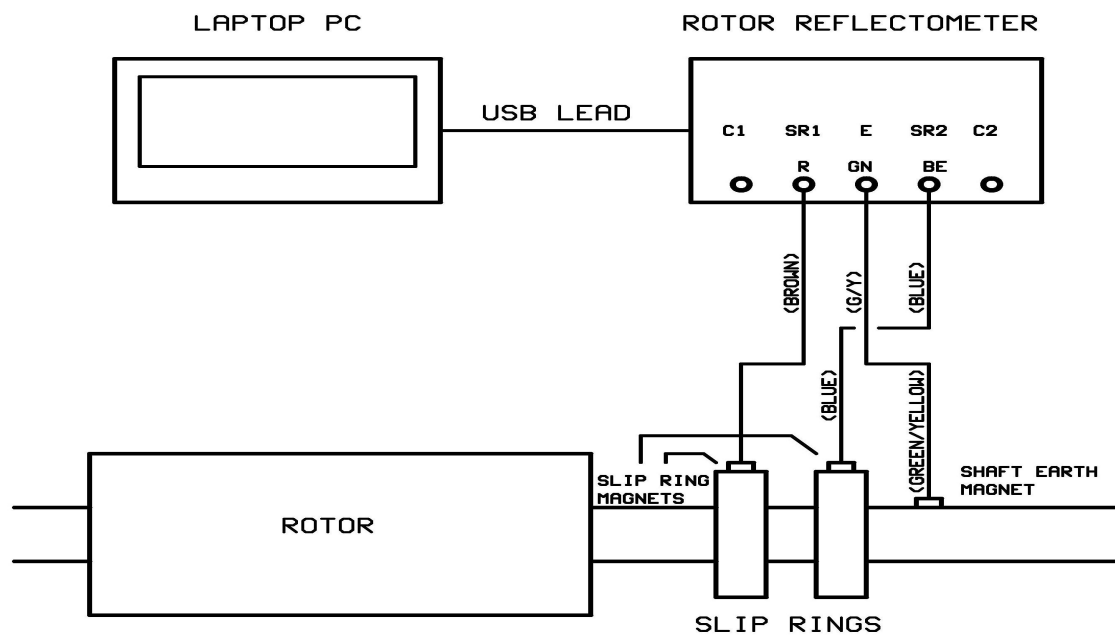 LAPTOP PC
ROTOR REFLECTOMETER
USB LEAD
C1 SR1 E SR2 C2
R GN BE
(BROWN)
(G/Y)
(BLUE)
(BLUE)
(GREEN/YELLOW)
SLIP RING
MAGNETS
SHAFT EARTH
MAGNET
ROTOR
SLIP RINGS